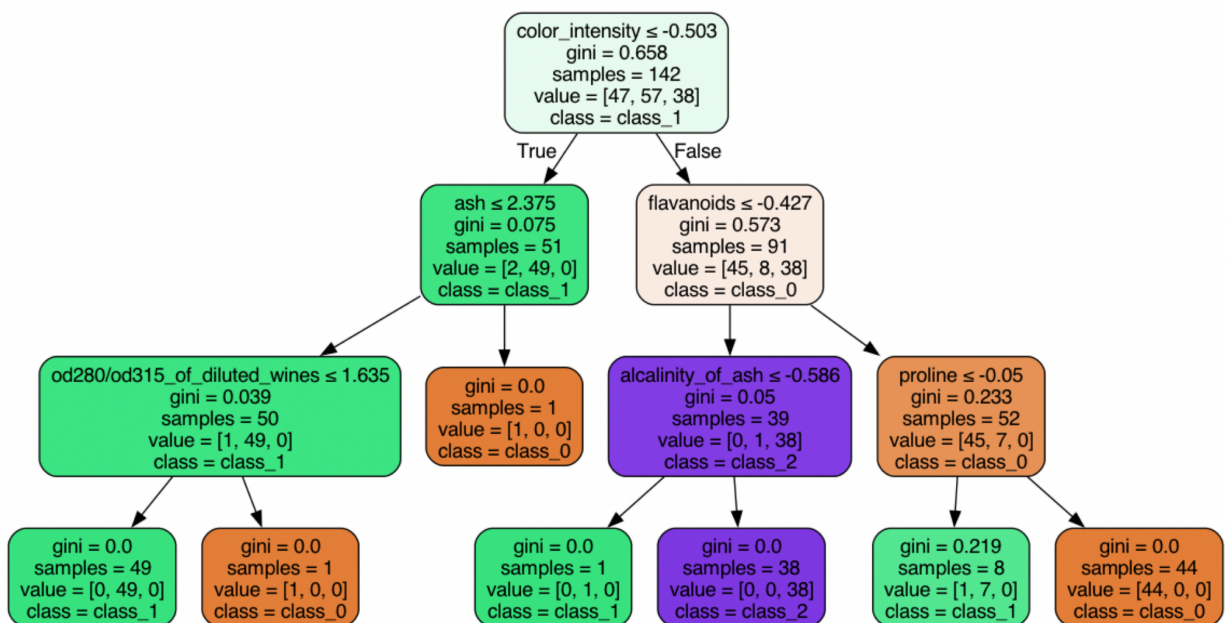 color_intensity ≤ -0.503
gini = 0.658
samples = 142
value = [47, 57, 38]
class = class_1
True
False
ash ≤ 2.375
gini = 0.075
samples = 51
value = [2, 49, 0]
class = class_1
flavanoids ≤ -0.427
gini = 0.573
samples = 91
value = [45, 8, 38]
class = class_0
od280/od315_of_diluted_wines ≤ 1.635
gini = 0.039
samples = 50
value = [1, 49, 0]
class = class_1
gini = 0.0
samples = 1
value = [1, 0, 0]
class = class_0
alcalinity_of_ash ≤ -0.586
gini = 0.05
samples = 39
value = [0, 1, 38]
class = class_2
proline ≤ -0.05
gini = 0.233
samples = 52
value = [45, 7, 0]
class = class_0
gini = 0.0
samples = 49
value = [0, 49, 0]
class = class_1
gini = 0.0
samples = 1
value = [1, 0, 0]
class = class_0
gini = 0.0
samples = 1
value = [0, 1, 0]
class = class_1
gini = 0.0
samples = 38
value = [0, 0, 38]
class = class_2
gini = 0.219
samples = 8
value = [1, 7, 0]
class = class_1
gini = 0.0
samples = 44
value = [44, 0, 0]
class = class_0